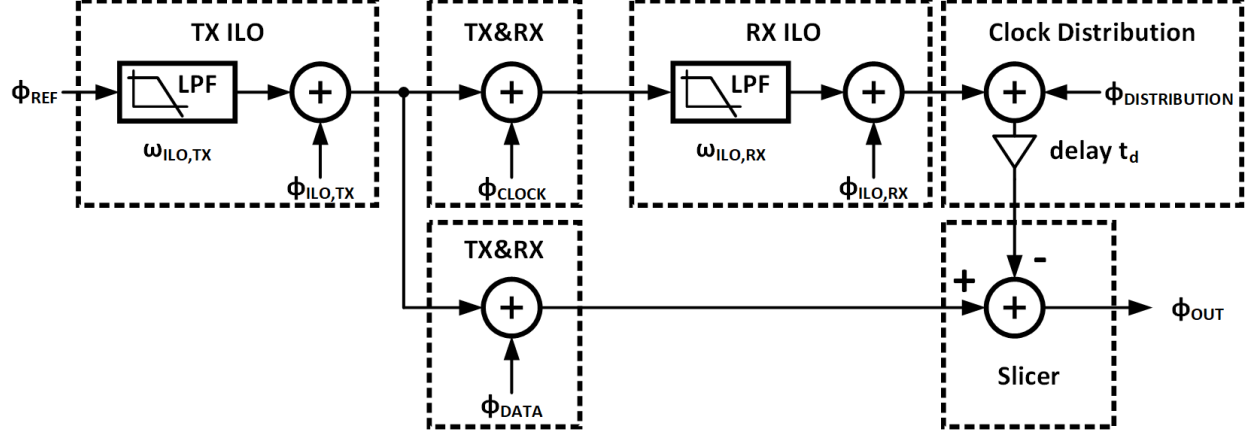 TX ILO
TX&RX
RX ILO
Clock Distribution
ϕREF
LPF
+
+
LPF
+
+
ϕDISTRIBUTION
ωILO,TX
ωILO,RX
delay td
ϕILO,TX
ϕCLOCK
ϕILO,RX
TX&RX
-
+
+
+
ϕOUT
Slicer
ϕDATA